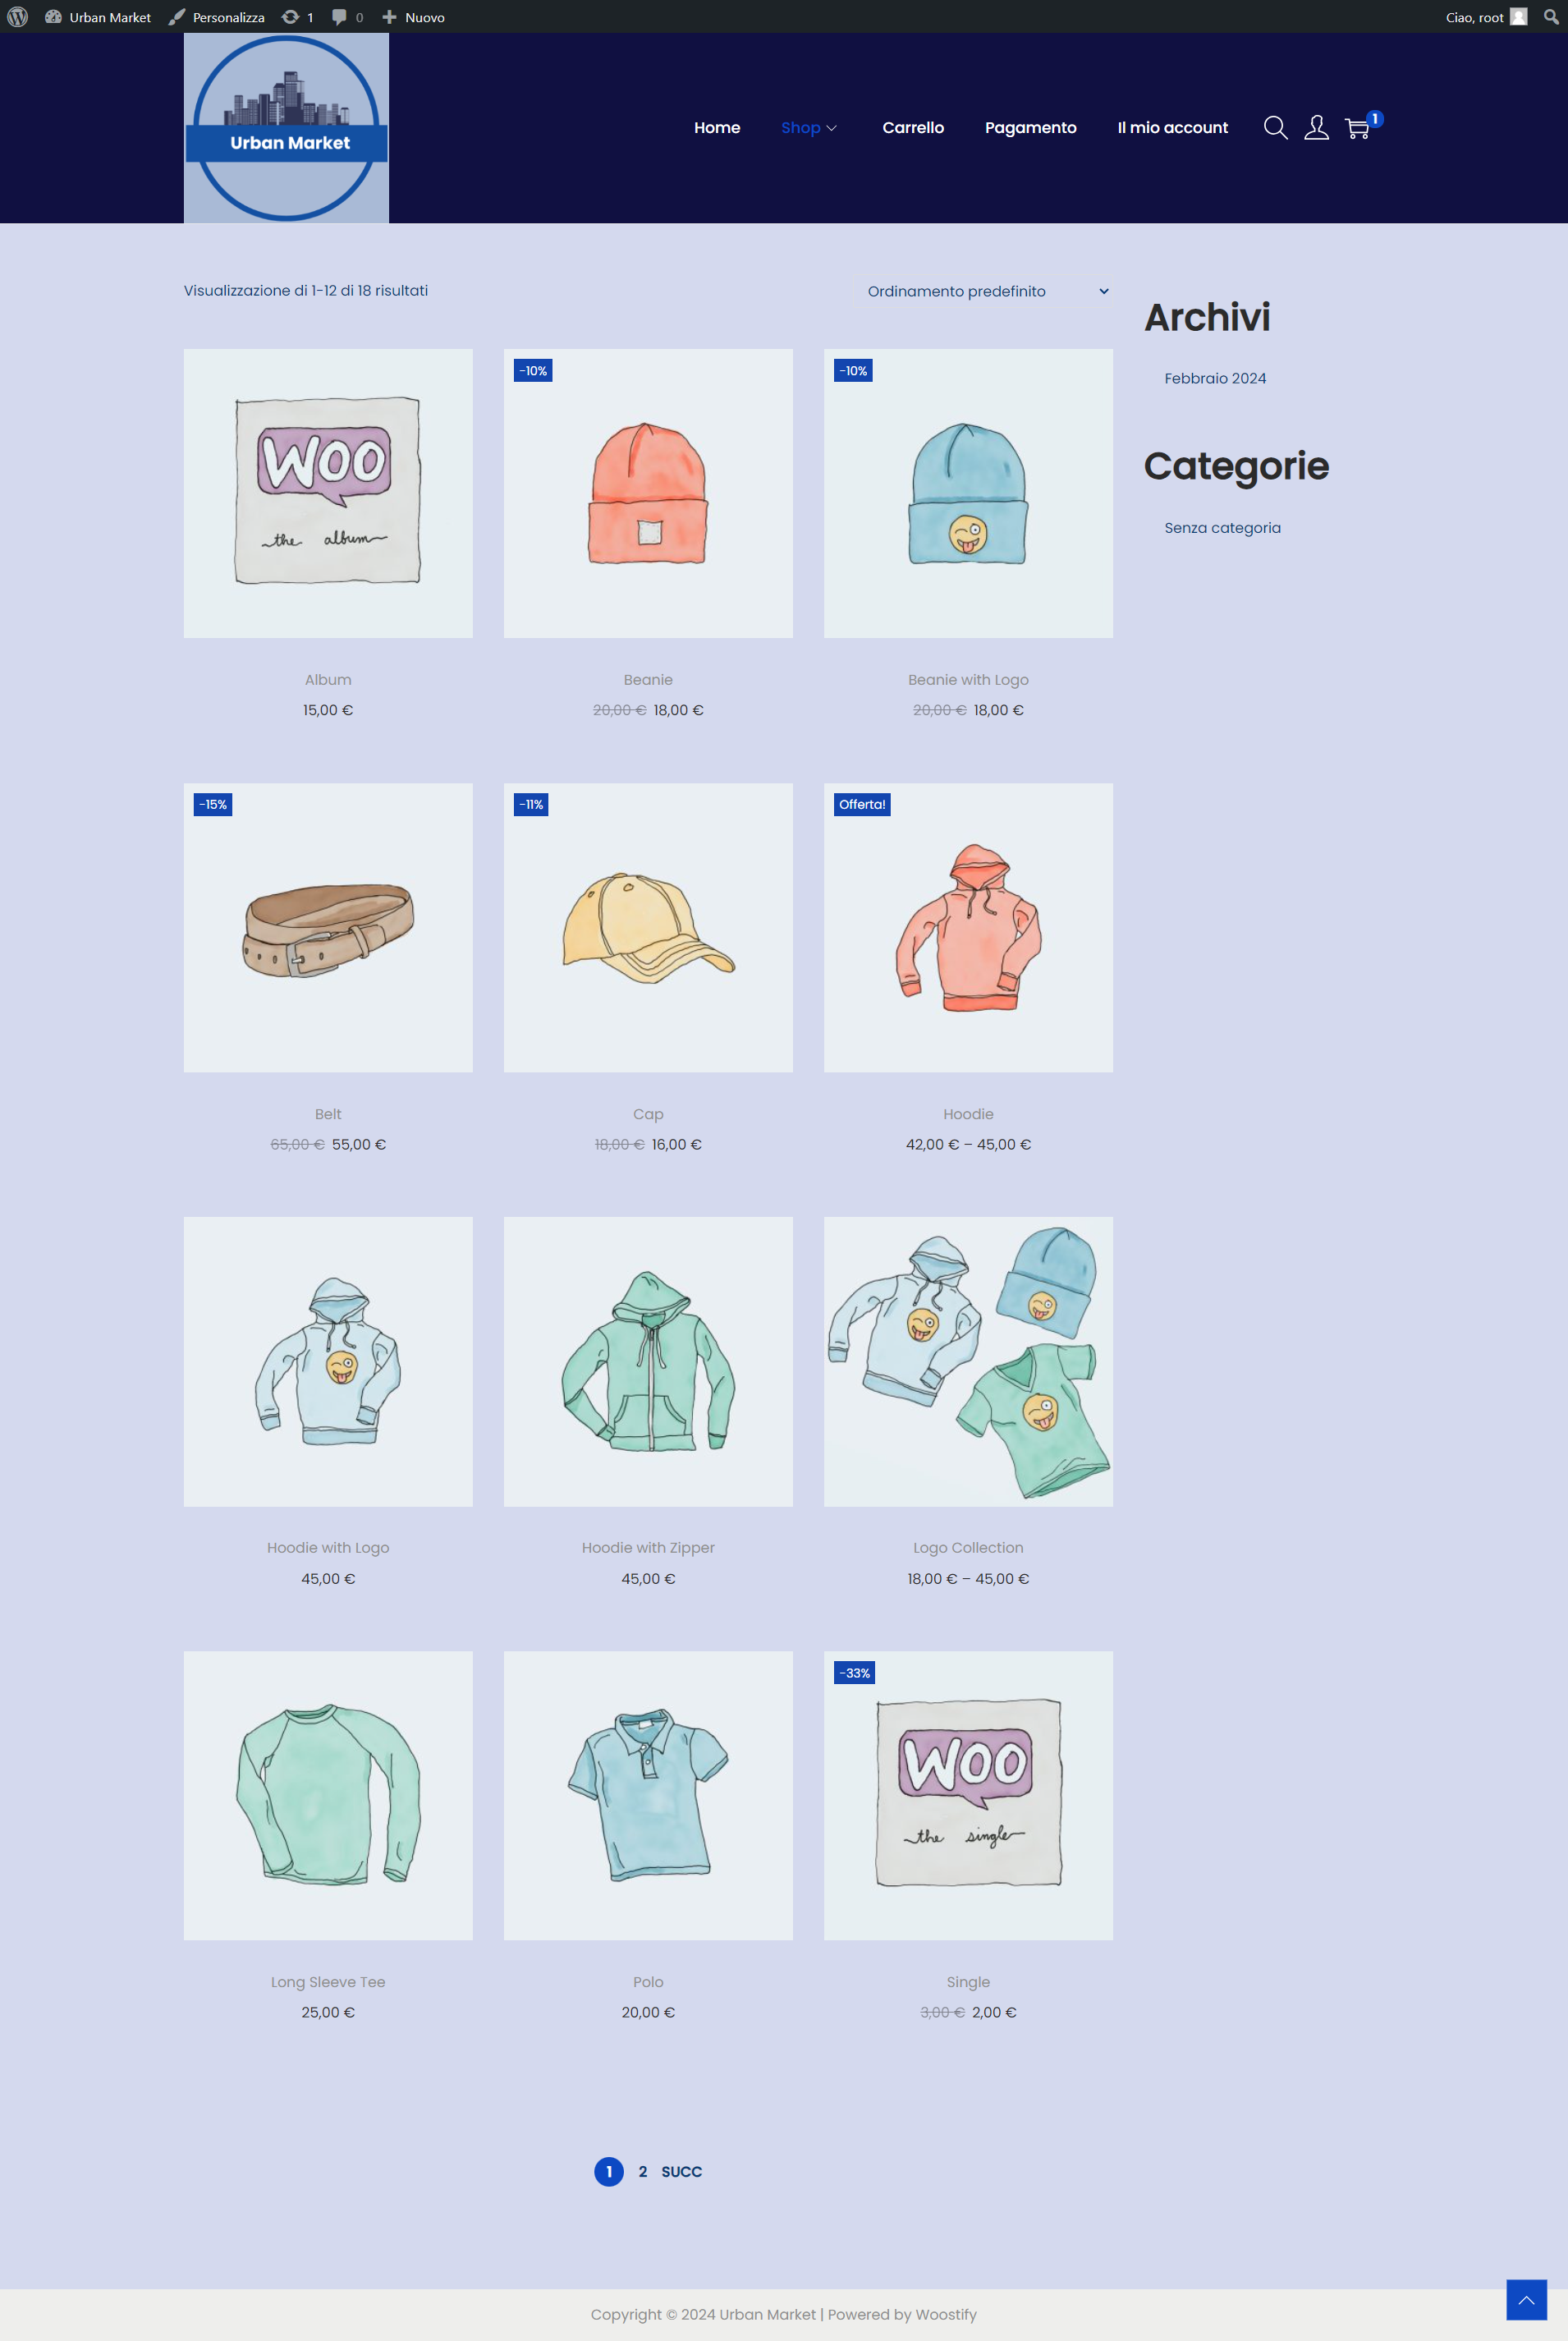 Urban Market
Personalizza
1
0
Nuovo
Ciao, root
Urban Market
Home
Shop
Carrello
Pagamento
Il mio account
1
Visualizzazione di 1-12 di 18 risultati
Ordinamento predefinito
Archivi
Febbraio 2024
Categorie
Senza categoria
WOO
the album
-10%
-10%
Album
15,00 €
Beanie
20,00 € 18,00 €
Beanie with Logo
20,00 € 18,00 €
-15%
-11%
Offerta!
Belt
65,00 € 55,00 €
Cap
18,00 € 16,00 €
Hoodie
42,00 € – 45,00 €
Hoodie with Logo
45,00 €
Hoodie with Zipper
45,00 €
Logo Collection
18,00 € – 45,00 €
-33%
WOO
the single
Long Sleeve Tee
25,00 €
Polo
20,00 €
Single
3,00 € 2,00 €
1 2 SUCC
Copyright © 2024 Urban Market | Powered by Woostify